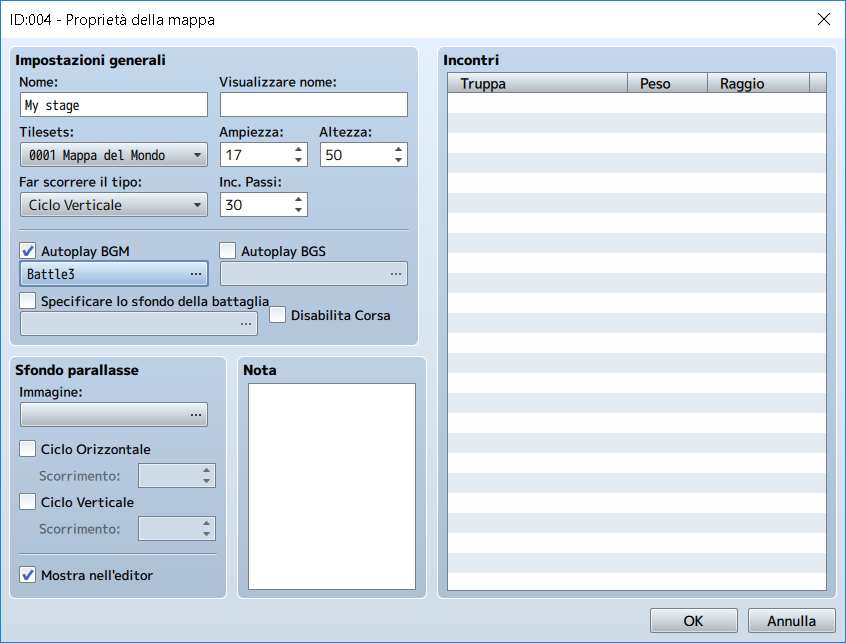 ID:004 - Proprietà della mappa
Impostazioni generali
Nome:
Visualizzare nome:
My stage
Tilesets:
Ampiezza:
Altezza:
0001 Mappa del Mondo
17
50
Far scorrere il tipo:
Inc. Passi:
Ciclo Verticale
30
Autoplay BGM
Autoplay BGS
Battle3
...
...
Specificare lo sfondo della battaglia
...
Disabilita Corsa
Sfondo parallasse
Immagine:
...
Ciclo Orizzontale
Scorrimento:
Ciclo Verticale
Scorrimento:
Mostra nell'editor
Nota
Incontri
Truppa
Peso
Raggio
OK
Annulla